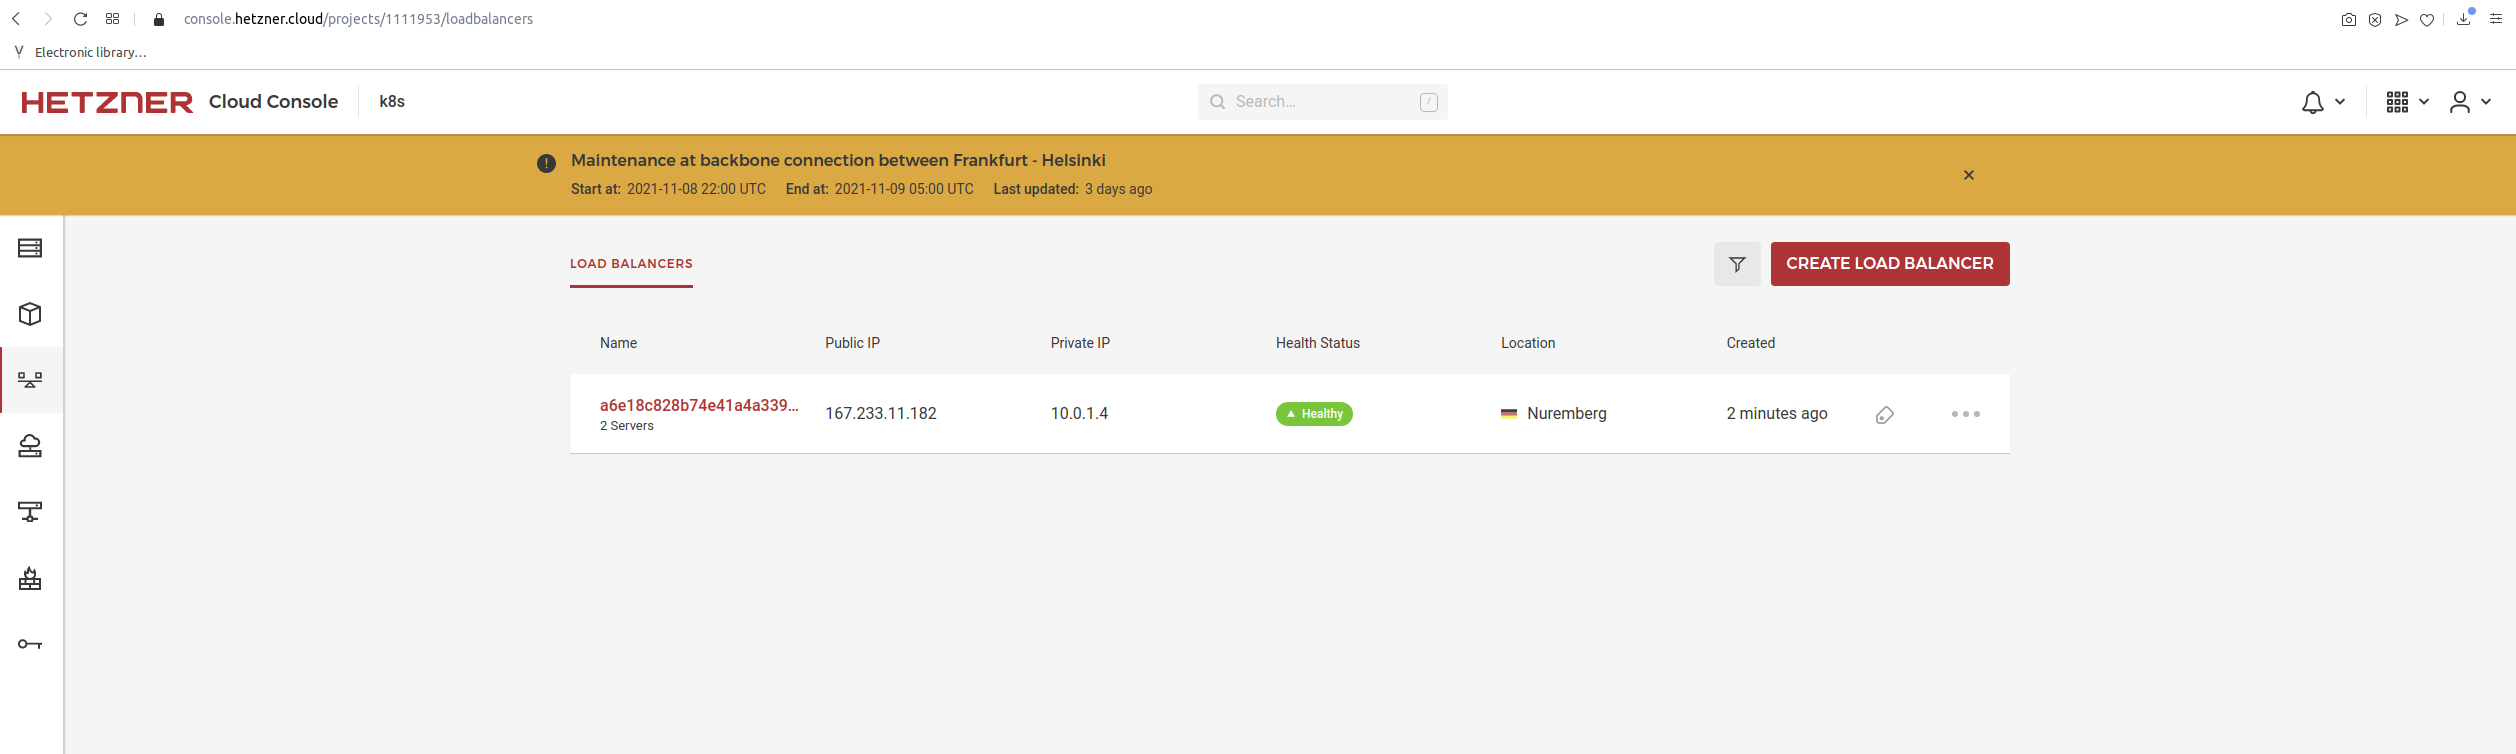 console.hetzner.cloud/projects/1111953/loadbalancers
Electronic library...
HETZNER Cloud Console k8s Search... /
! Maintenance at backbone connection between Frankfurt - Helsinki
Start at: 2021-11-08 22:00 UTC End at: 2021-11-09 05:00 UTC Last updated: 3 days ago
LOAD BALANCERS CREATE LOAD BALANCER
Name Public IP Private IP Health Status Location Created
a6e18c828b74e41a4a339... 167.233.11.182 10.0.1.4 Healthy Nuremberg 2 minutes ago
2 Servers